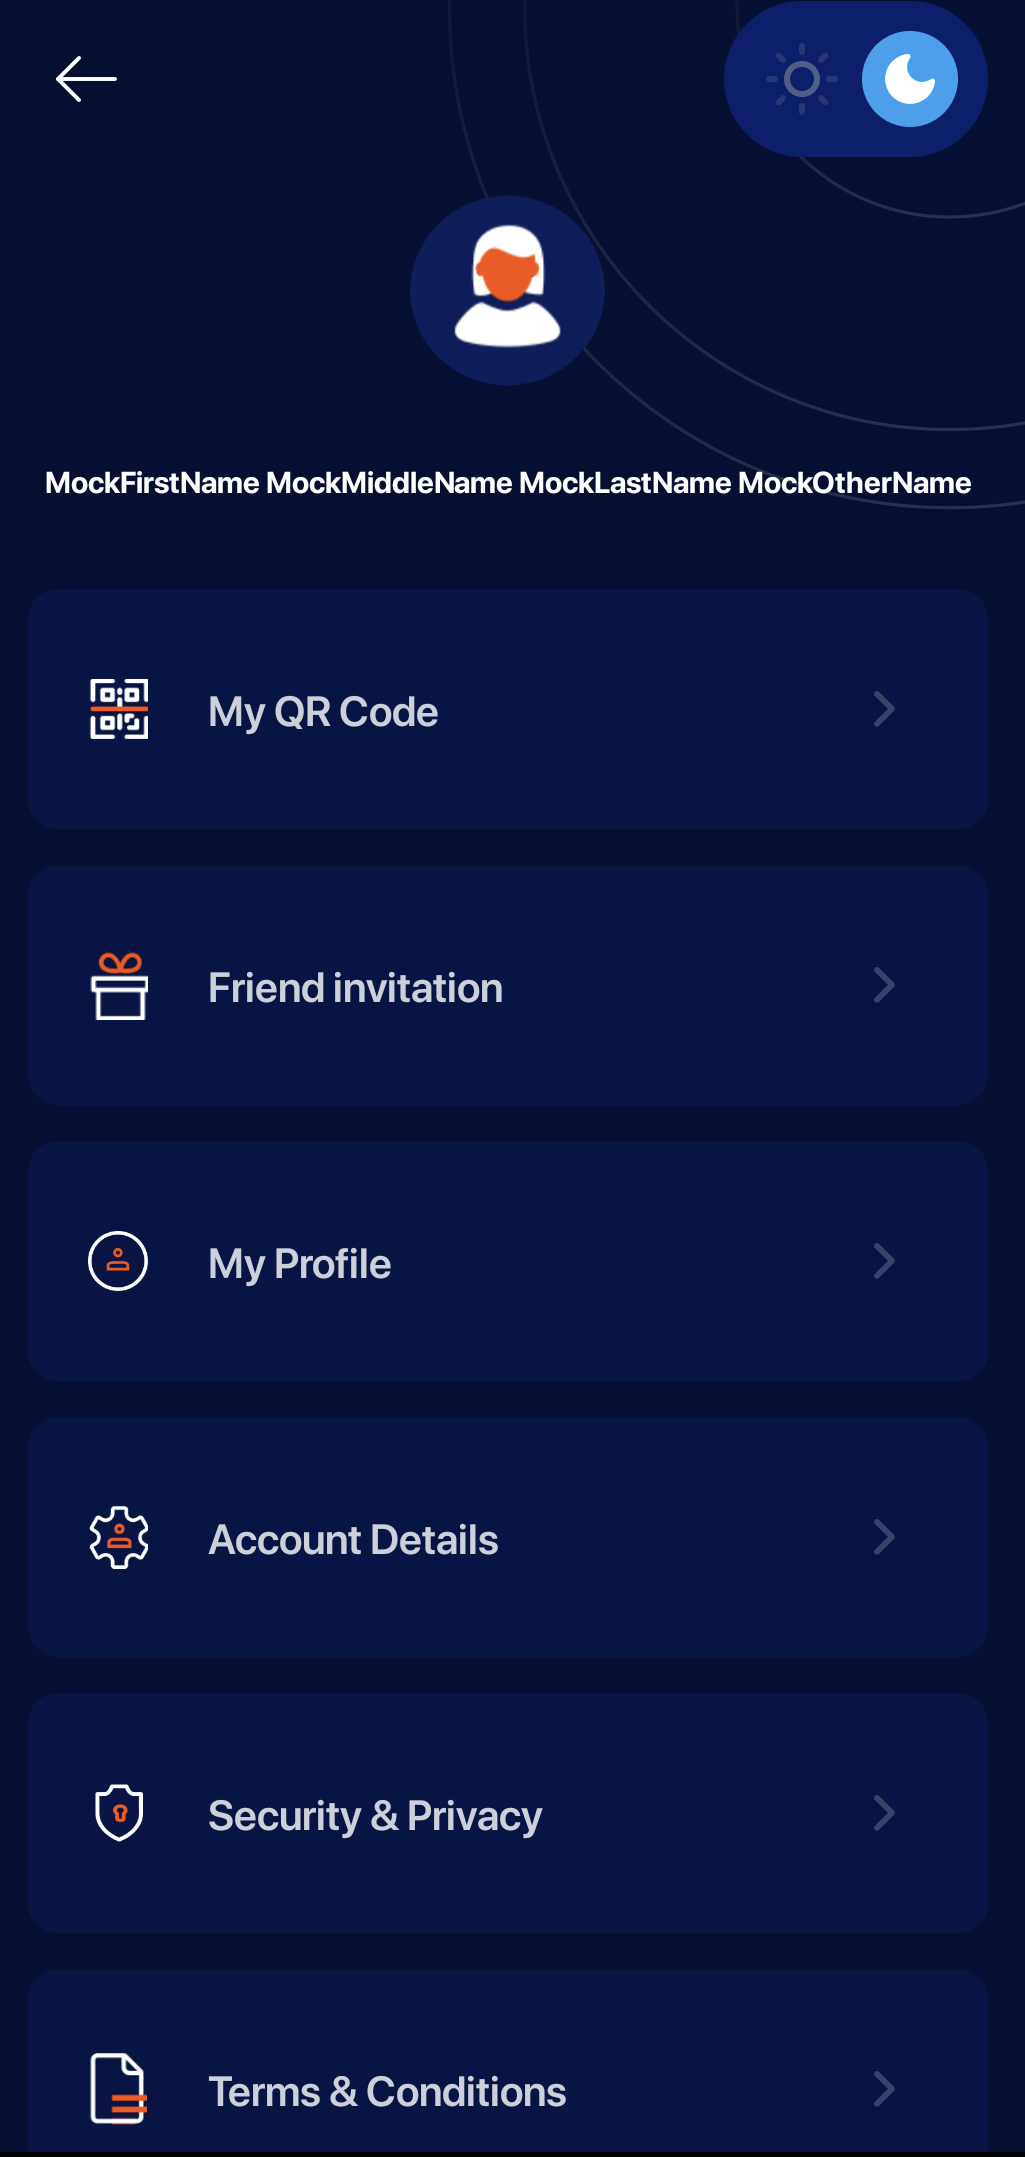 MockFirstName MockMiddleName MockLastName MockOtherName
My QR Code
Friend invitation
My Profile
Account Details
Security & Privacy
Terms & Conditions